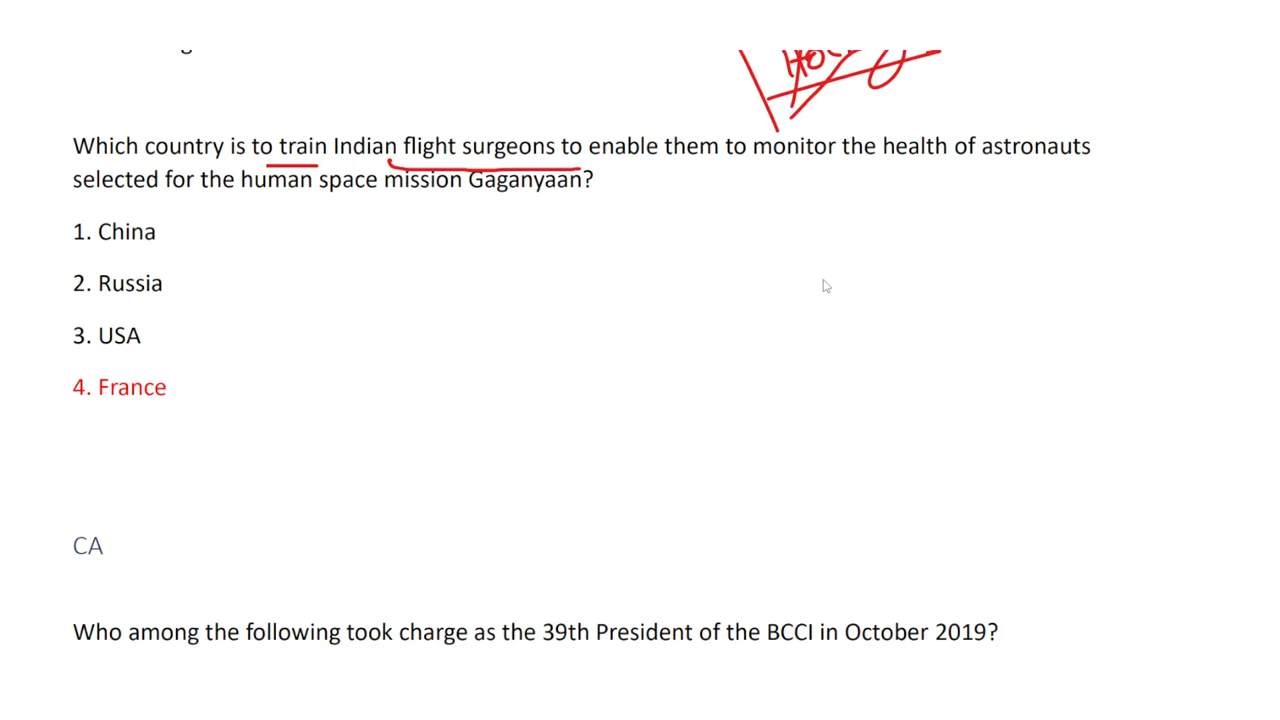 Which country is to train Indian flight surgeons to enable them to monitor the health of astronauts
selected for the human space mission Gaganyaan?
1. China
2. Russia
3. USA
4. France
CA
Who among the following took charge as the 39th President of the BCCI in October 2019?